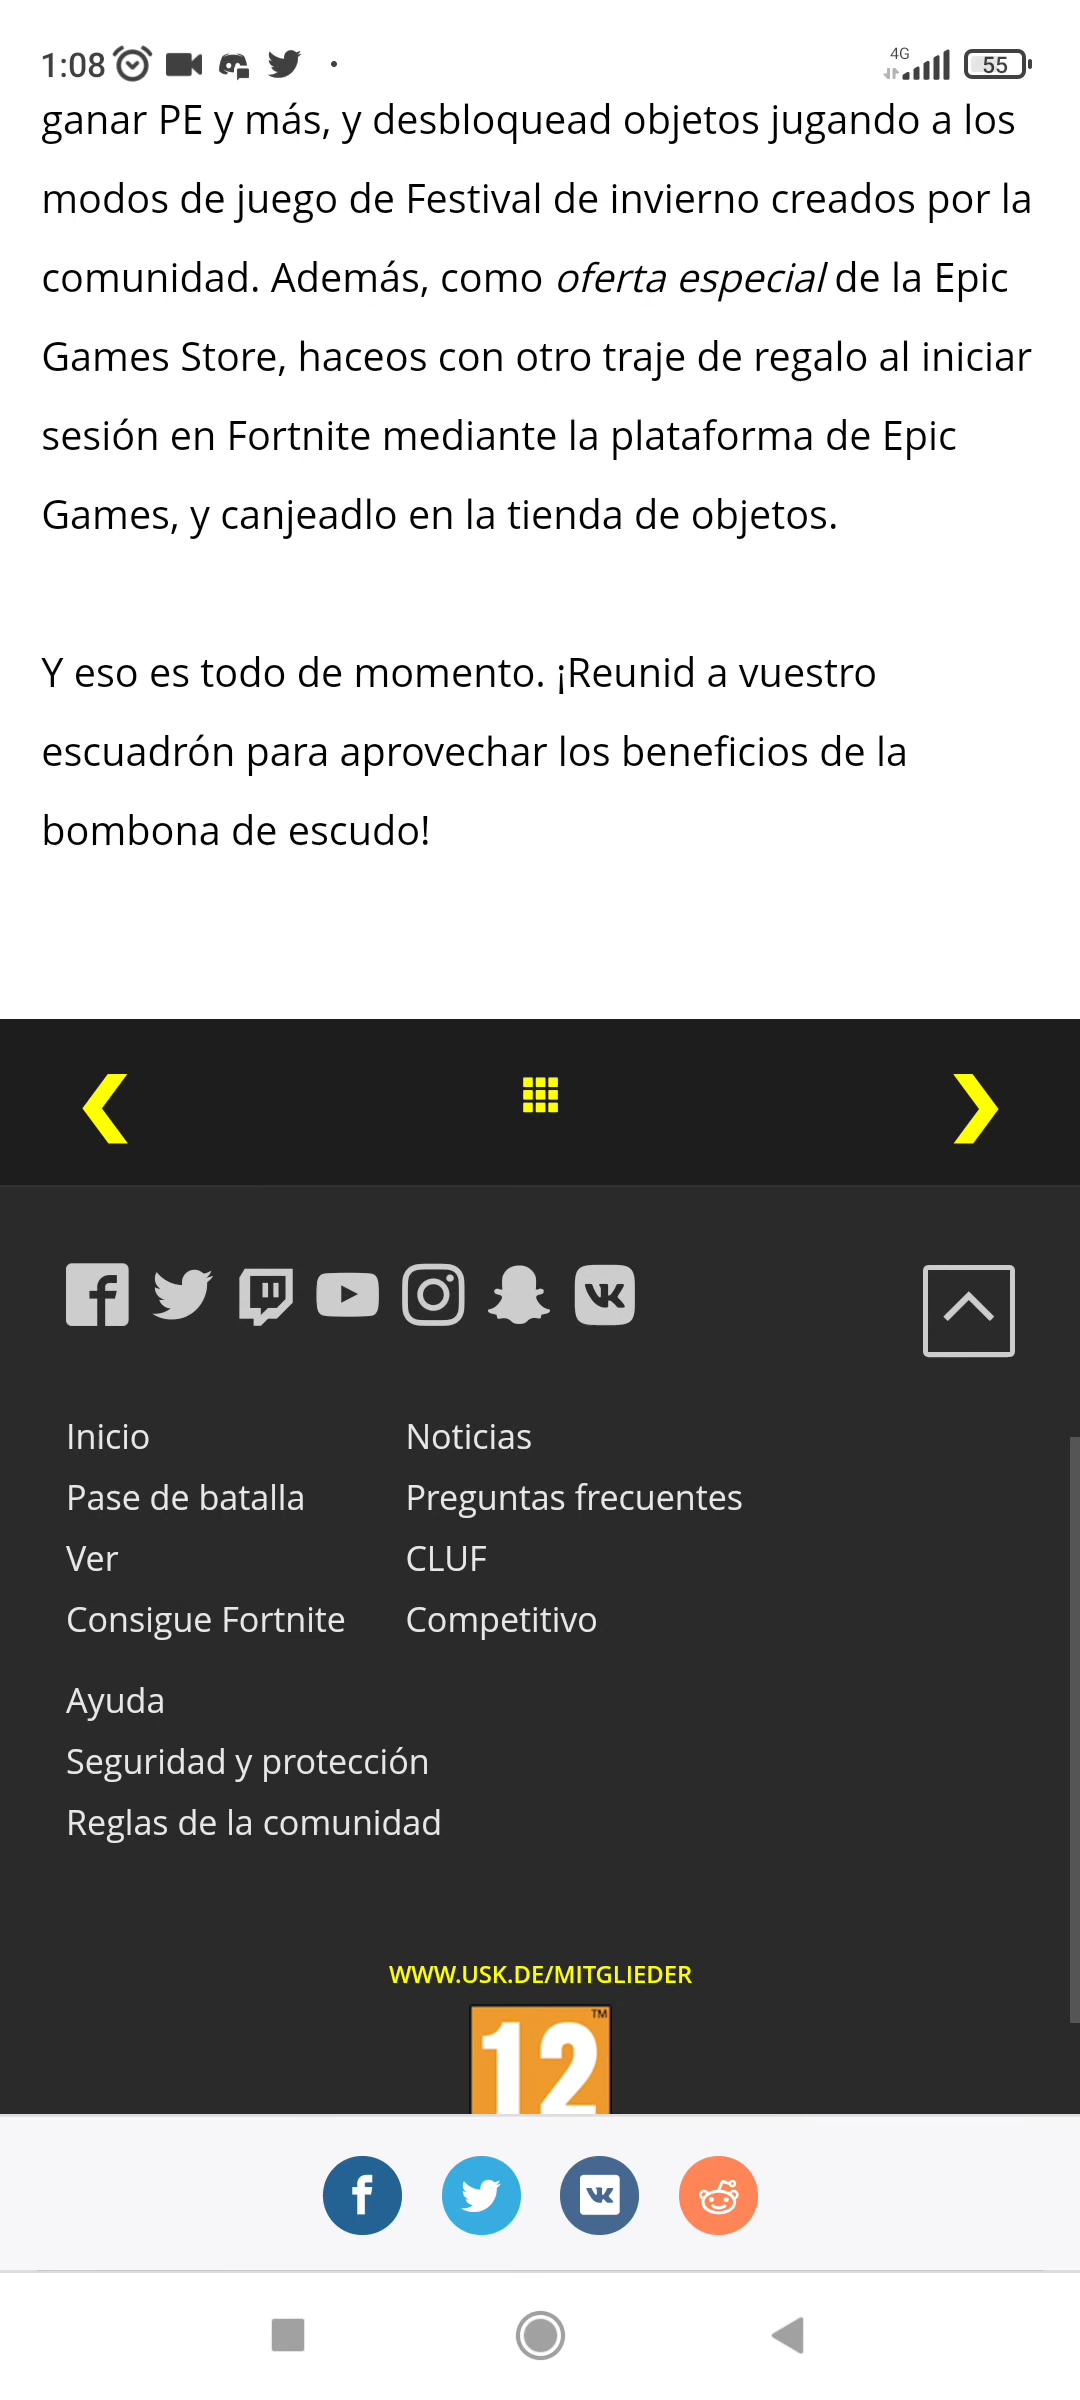 1:08
4G
55
ganar PE y más, y desbloquead objetos jugando a los
modos de juego de Festival de invierno creados por la
comunidad. Además, como oferta especial de la Epic
Games Store, haceos con otro traje de regalo al iniciar
sesión en Fortnite mediante la plataforma de Epic
Games, y canjeadlo en la tienda de objetos.
Y eso es todo de momento. ¡Reunid a vuestro
escuadrón para aprovechar los beneficios de la
bombona de escudo!
Inicio
Pase de batalla
Ver
Consigue Fortnite
Noticias
Preguntas frecuentes
CLUF
Competitivo
Ayuda
Seguridad y protección
Reglas de la comunidad
WWW.USK.DE/MITGLIEDER
12
TM